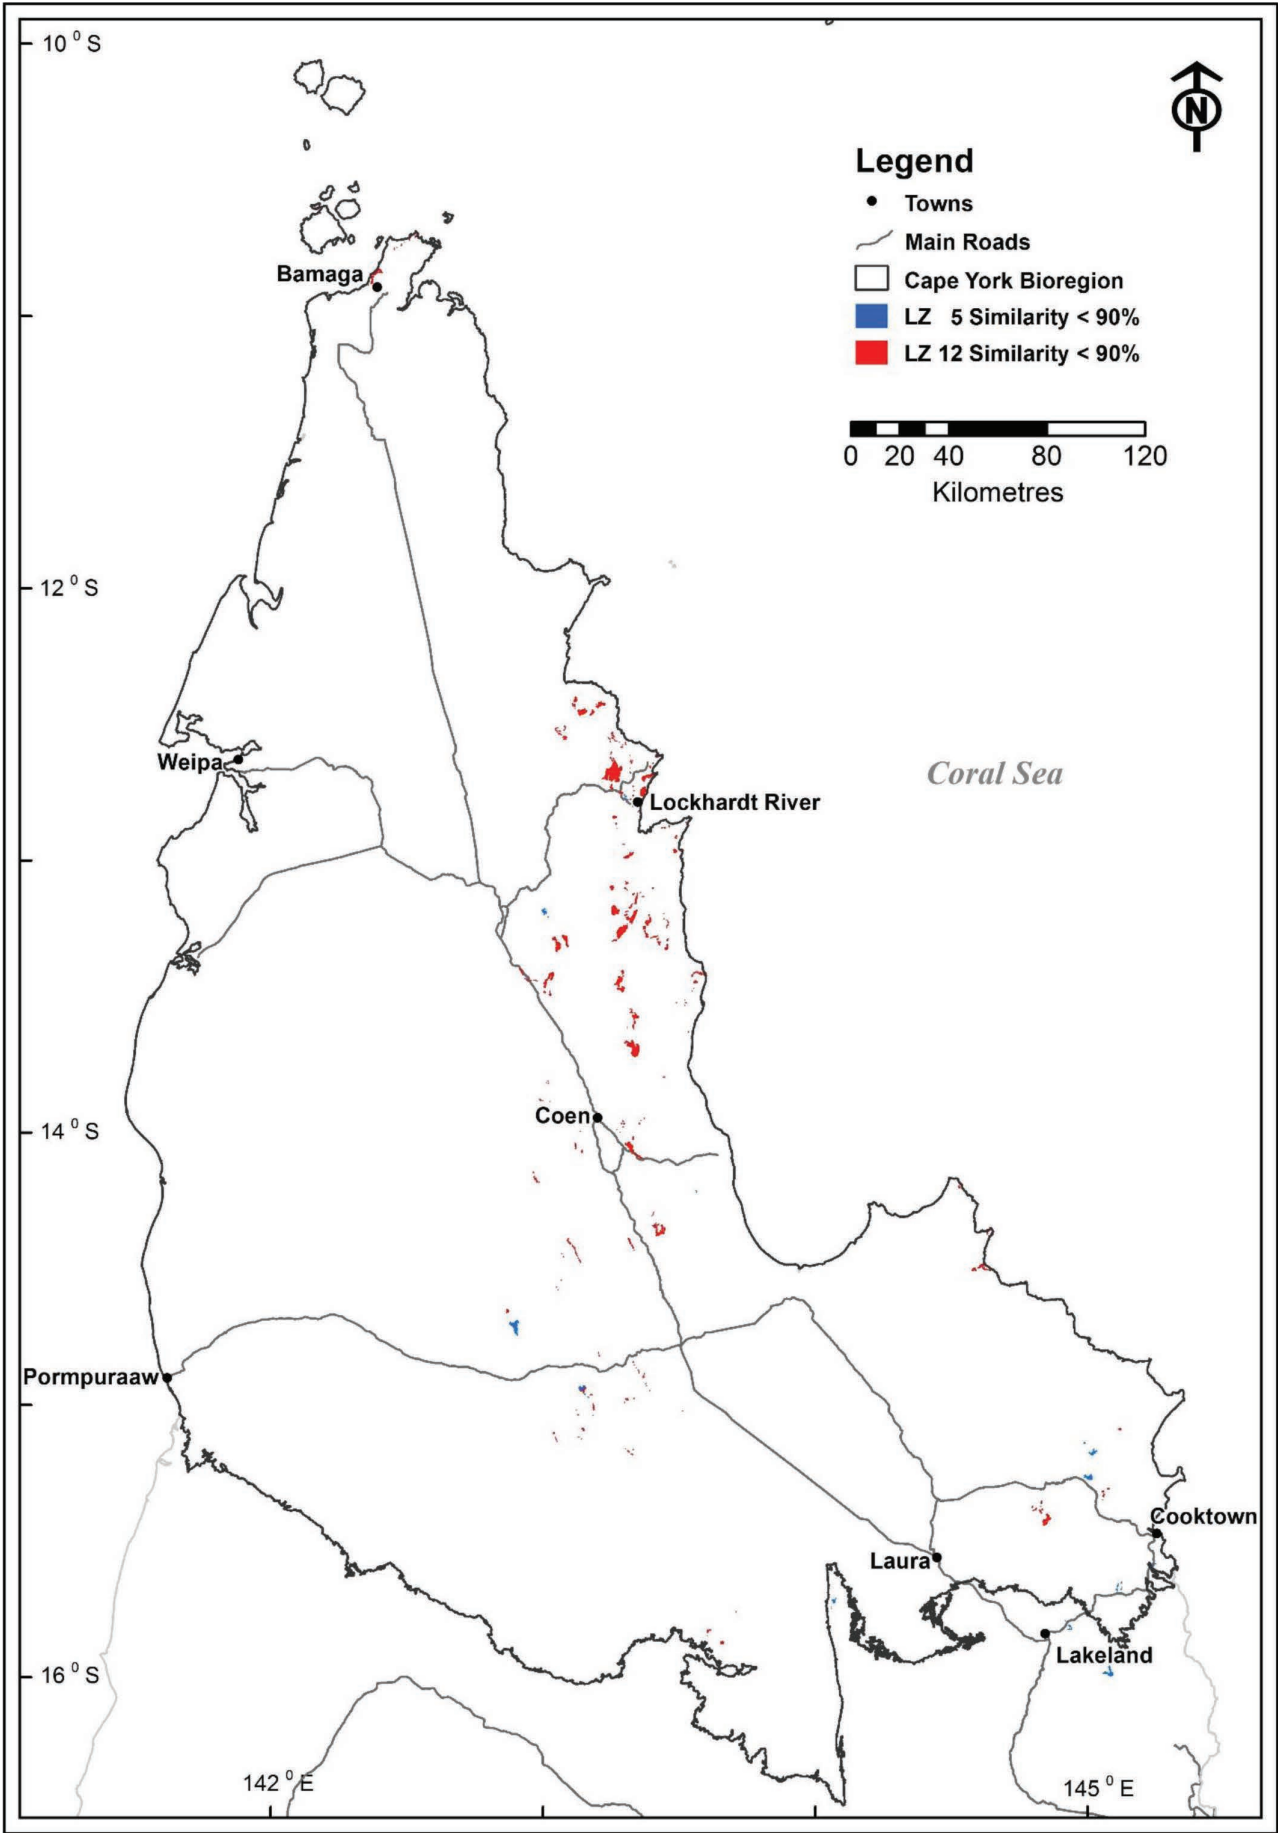 10 ⁰ S
N
Legend
Towns
Main Roads
Bamaga
Cape York Bioregion
LZ 5 Similarity < 90%
LZ 12 Similarity < 90%
0 20 40 80 120
Kilometres
12 ⁰ S
Weipa
Coral Sea
Lockhardt River
Coen
14 ⁰ S
Pormpuraaw
Cooktown
Laura
Lakeland
16 ⁰ S
142 ⁰ E
145 ⁰ E